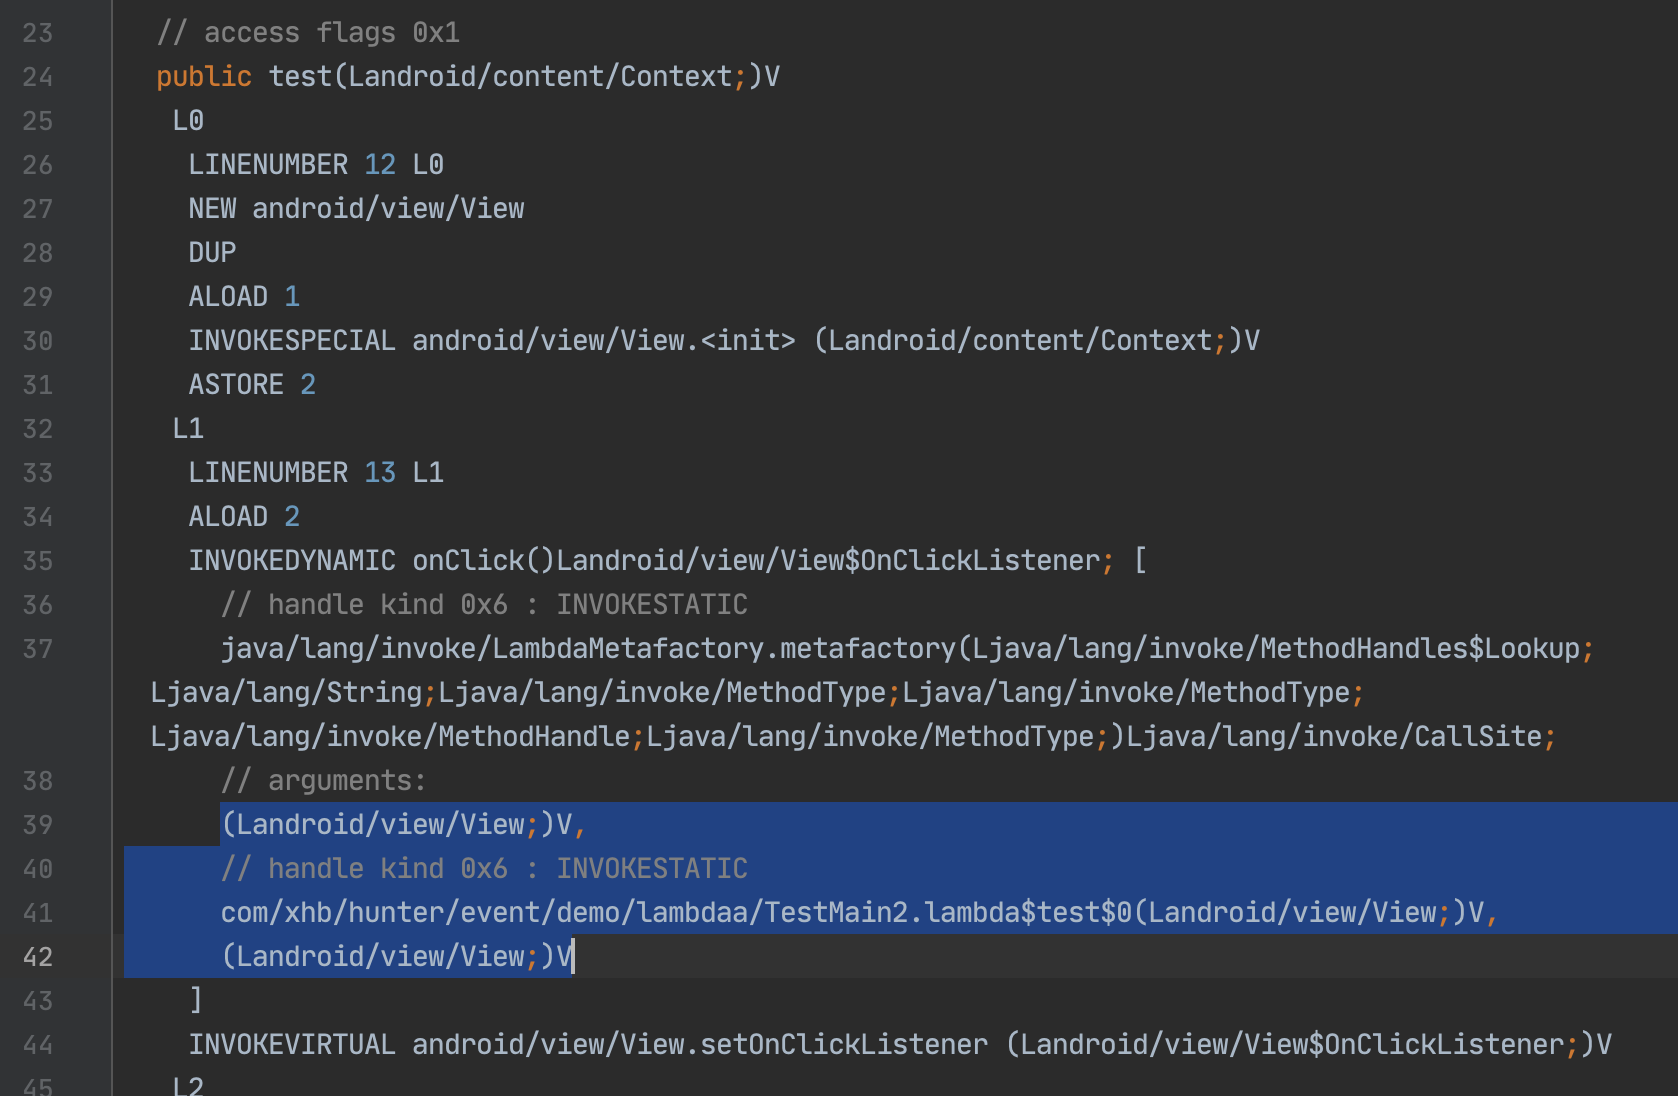 23 // access flags 0x1
24 public test(Landroid/content/Context;)V
25 L0
26 LINENUMBER 12 L0
27 NEW android/view/View
28 DUP
29 ALOAD 1
30 INVOKESPECIAL android/view/View.<init> (Landroid/content/Context;)V
31 ASTORE 2
32 L1
33 LINENUMBER 13 L1
34 ALOAD 2
35 INVOKEDYNAMIC onClick()Landroid/view/View$OnClickListener; [
36 // handle kind 0x6 : INVOKESTATIC
37 java/lang/invoke/LambdaMetafactory.metafactory(Ljava/lang/invoke/MethodHandles$Lookup;
Ljava/lang/String;Ljava/lang/invoke/MethodType;Ljava/lang/invoke/MethodType;
Ljava/lang/invoke/MethodHandle;Ljava/lang/invoke/MethodType;)Ljava/lang/invoke/CallSite;
38 // arguments:
39 (Landroid/view/View;)V,
40 // handle kind 0x6 : INVOKESTATIC
41 com/xhb/hunter/event/demo/lambdaa/TestMain2.lambda$test$0(Landroid/view/View;)V,
42 (Landroid/view/View;)V
43 ]
44 INVOKEVIRTUAL android/view/View.setOnClickListener (Landroid/view/View$OnClickListener;)V
45 L2